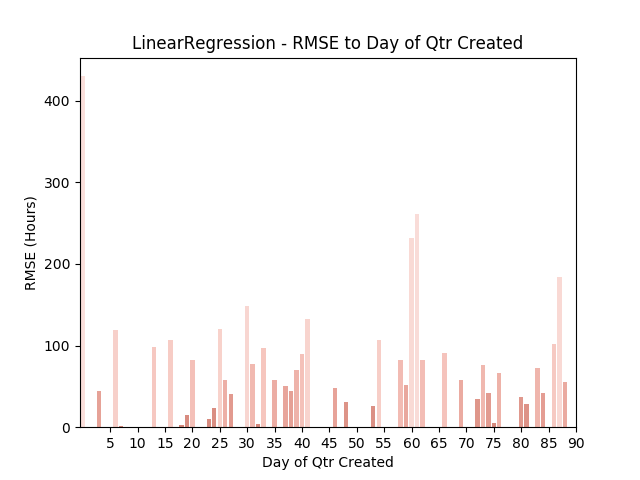 LinearRegression - RMSE to Day of Qtr Created
400
300
200
100
0
RMSE (Hours)
5 10 15 20 25 30 35 40 45 50 55 60 65 70 75 80 85 90
Day of Qtr Created